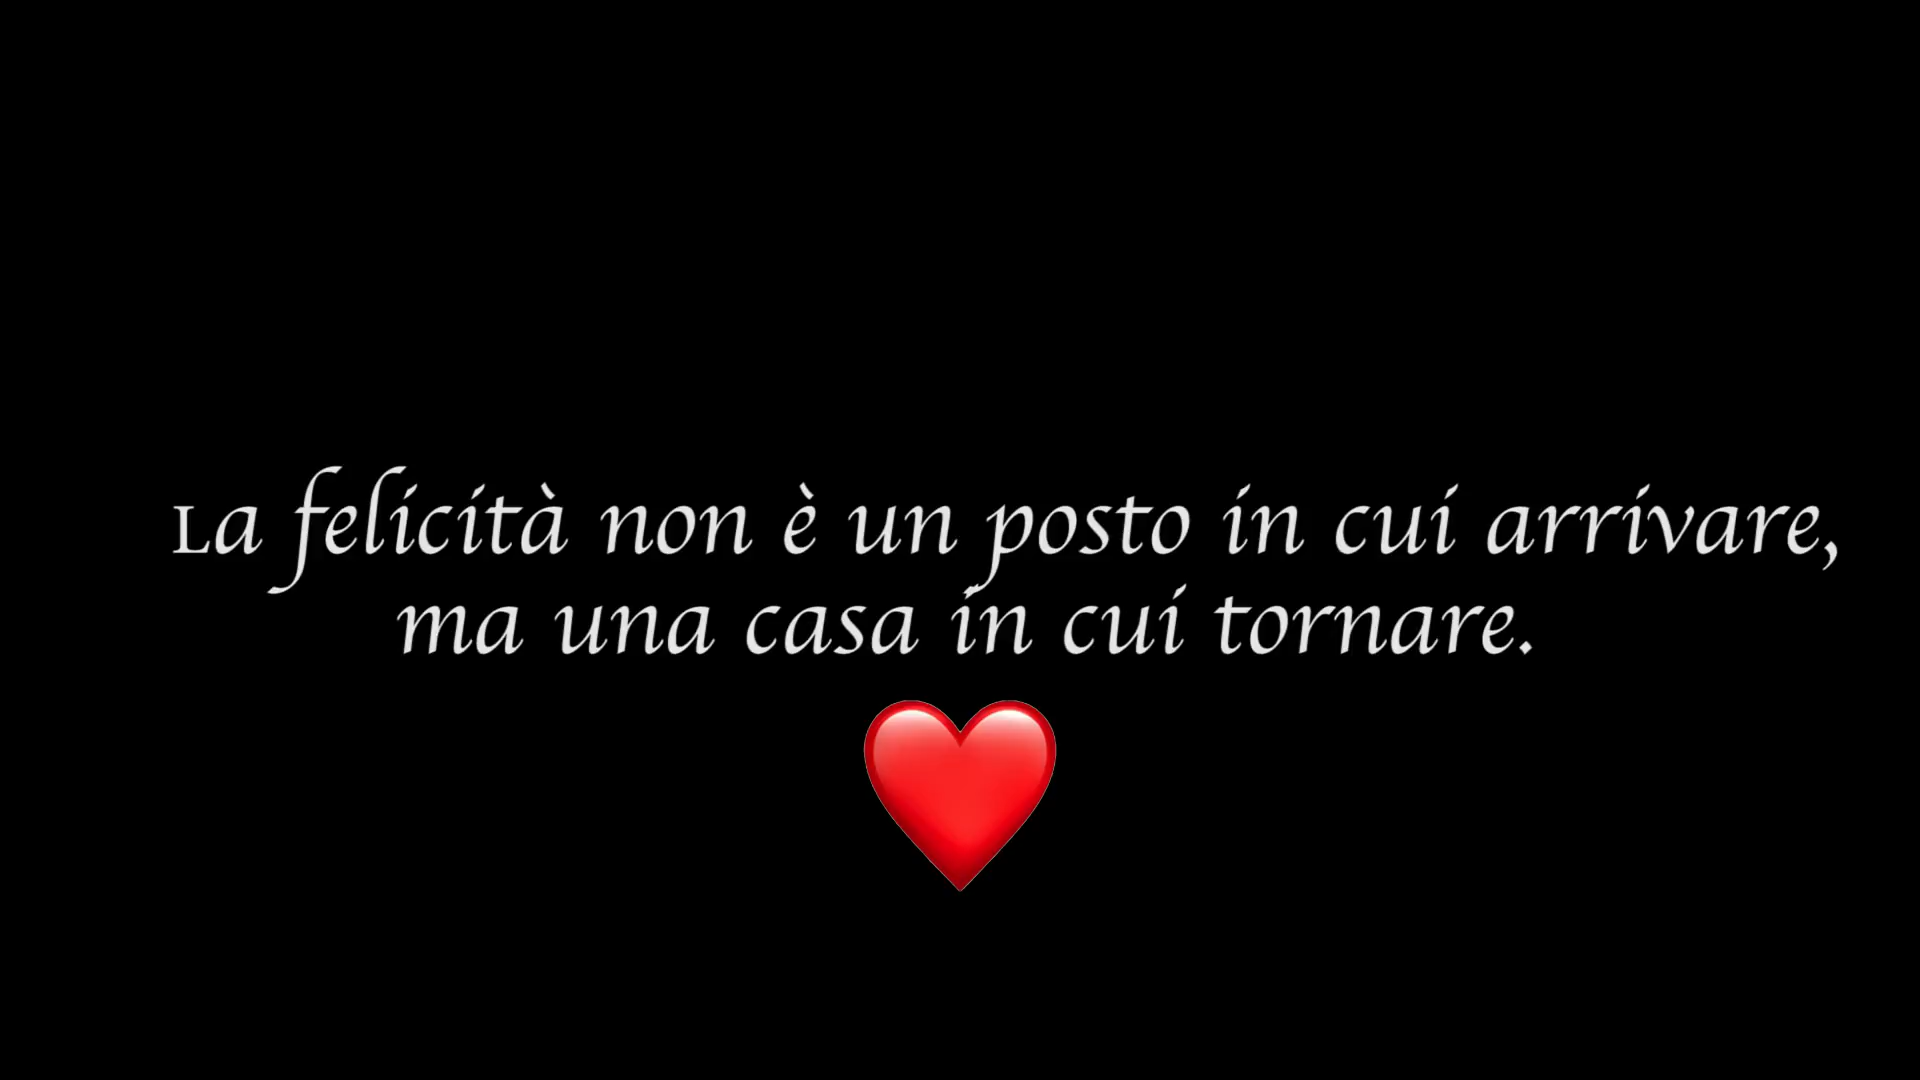 La felicità non è un posto in cui arrivare,
ma una casa in cui tornare.